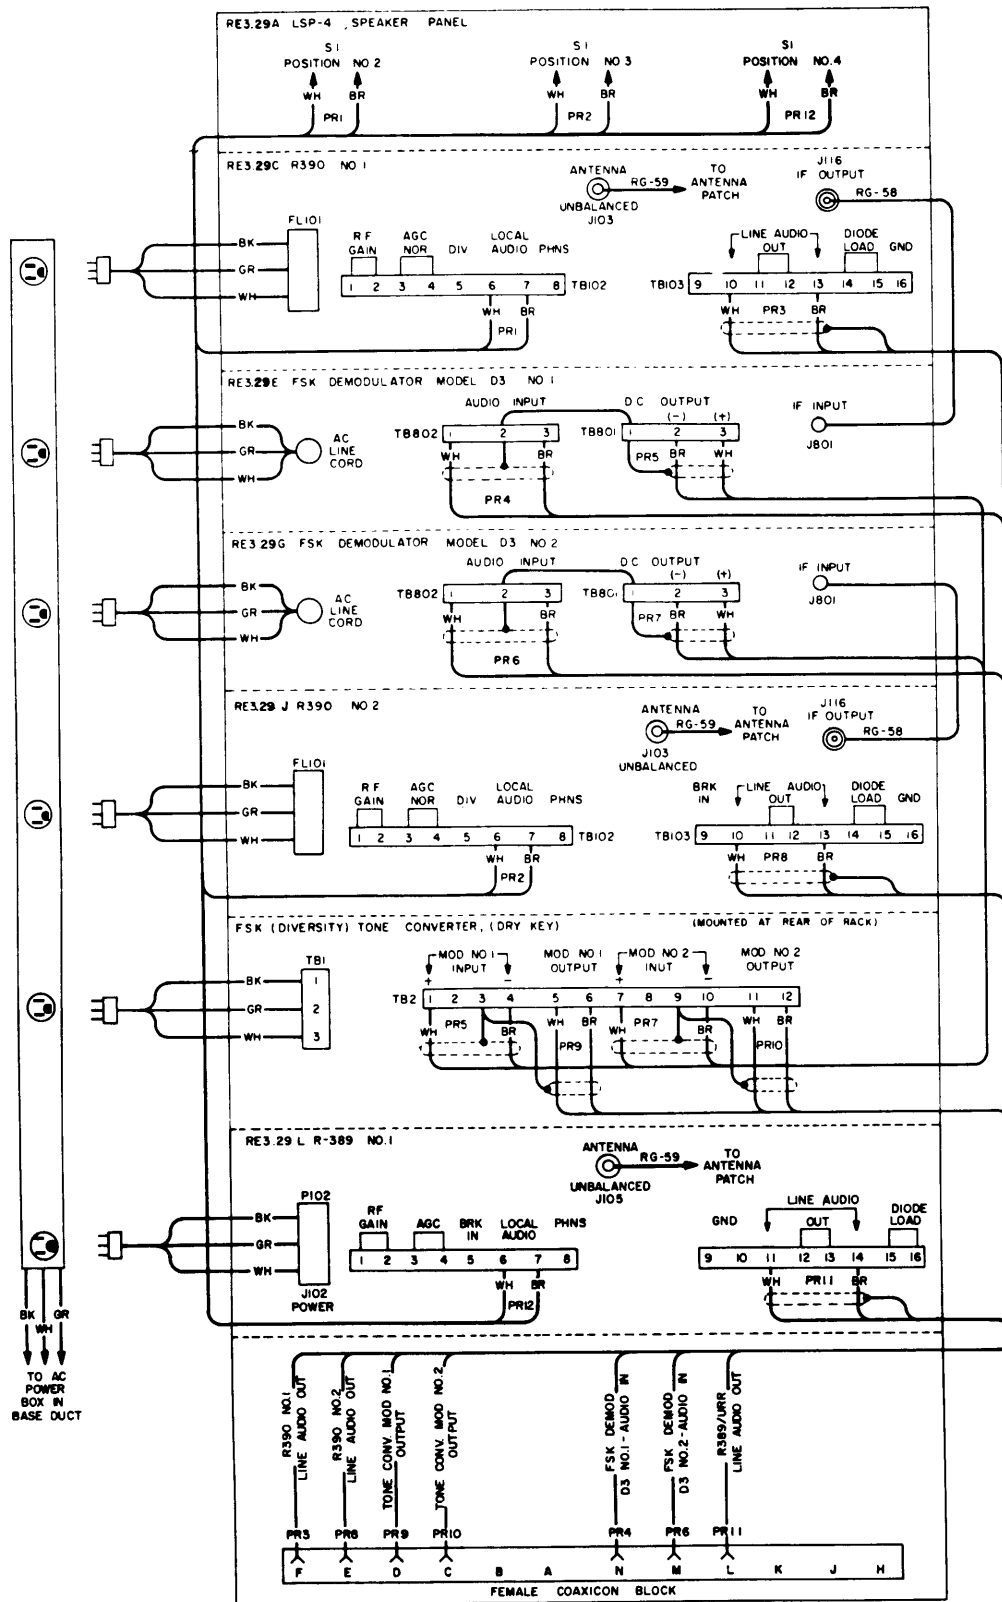 RE3.29A LSP-4 , SPEAKER PANEL
S1 POSITION NO 2
S1 POSITION NO 3
S1 POSITION NO. 4
WH BR
PR1
WH BR
PR2
WH BR
PR12
RE3.29C R390 NO 1
ANTENNA
RG-59
TO ANTENNA PATCH
UNBALANCED J103
J116 IF OUTPUT
RG-58
FL101
BK
GR
WH
RF GAIN
AGC NOR
DIV
LOCAL AUDIO
PHNS
1 2 3 4 5 6 7 8 TB102
WH BR
PR1
LINE AUDIO OUT
DIODE LOAD
GND
TB103 9 10 11 12 13 14 15 16
WH PR3 BR
RE3.29E FSK DEMODULATOR MODEL D3 NO 1
BK
GR
WH
AC LINE CORD
AUDIO INPUT
TB802 1 2 3
WH BR
PR4
DC OUTPUT
(-) (+)
TB801 1 2 3
PR5 BR WH
IF INPUT
J801
RE3.29G FSK DEMODULATOR MODEL D3 NO 2
BK
GR
WH
AC LINE CORD
AUDIO INPUT
TB802 1 2 3
WH BR
PR6
DC OUTPUT
(-) (+)
TB801 1 2 3
PR7 BR WH
IF INPUT
J801
RE3.29 J R390 NO 2
ANTENNA
RG-59
TO ANTENNA PATCH
J103 UNBALANCED
J116 IF OUTPUT
RG-58
FL101
BK
GR
WH
RF GAIN
AGC NOR
DIV
LOCAL AUDIO
PHNS
1 2 3 4 5 6 7 8 TB102
WH BR
PR2
BRK IN
LINE AUDIO OUT
DIODE LOAD
GND
TB103 9 10 11 12 13 14 15 16
WH PR8 BR
FSK (DIVERSITY) TONE CONVERTER, (DRY KEY)
(MOUNTED AT REAR OF RACK)
TB1
BK 1
GR 2
WH 3
MOD NO 1 INPUT
MOD NO. 1 OUTPUT
MOD NO 2 INUT
MOD NO 2 OUTPUT
+ - + -
TB2 1 2 3 4 5 6 7 8 9 10 11 12
WH PR5 BR WH BR WH PR7 BR WH BR
PR9
PR10
RE3.29 L R-389 NO.1
ANTENNA
RG-59
TO ANTENNA PATCH
UNBALANCED J105
P102
BK
GR
WH
J102 POWER
RF GAIN
AGC
BRK IN
LOCAL AUDIO
PHNS
1 2 3 4 5 6 7 8
WH BR
PR12
GND
LINE AUDIO OUT
DIODE LOAD
9 10 11 12 13 14 15 16
WH PR11 BR
BK WH GR
TO AC POWER BOX IN BASE DUCT
R390 NO.1 LINE AUDIO OUT
R390 NO.2 LINE AUDIO OUT
TONE CONV. MOD NO.1 OUTPUT
TONE CONV. MOD NO.2 OUTPUT
FSK DEMOD D3 NO.1-AUDIO IN
FSK DEMOD D3 NO.2-AUDIO IN
R389/URR LINE AUDIO OUT
PR3 PR8 PR9 PR10 PR4 PR6 PR11
F E D C B A N M L K J H
FEMALE COAXICON BLOCK